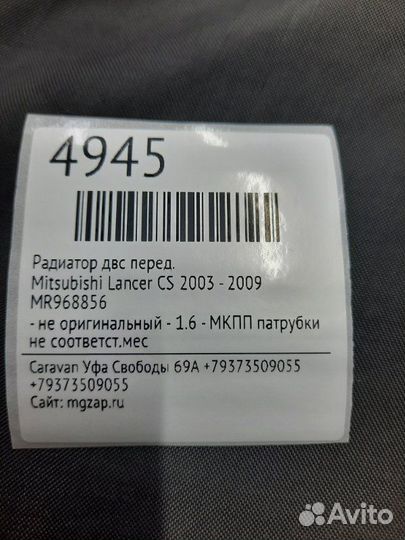 4945
Радиатор двс перед.
Mitsubishi Lancer CS 2003 - 2009
MR968856
- не оригинальный - 1.6 - МКПП патрубки
не соответст.мес
Caravan Уфа Свободы 69А +79373509055
+79373509055
Сайт: mgzap.ru
Avito